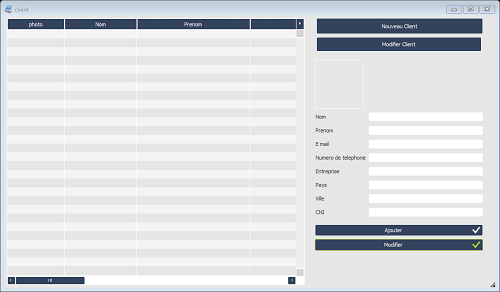 client
photo Nom Prenom
Nouveau Client
Modifier Client
Nom
Prenom
E mail
Numero de telephone
Entreprise
Pays
Ville
CNI
Ajouter
Modifier